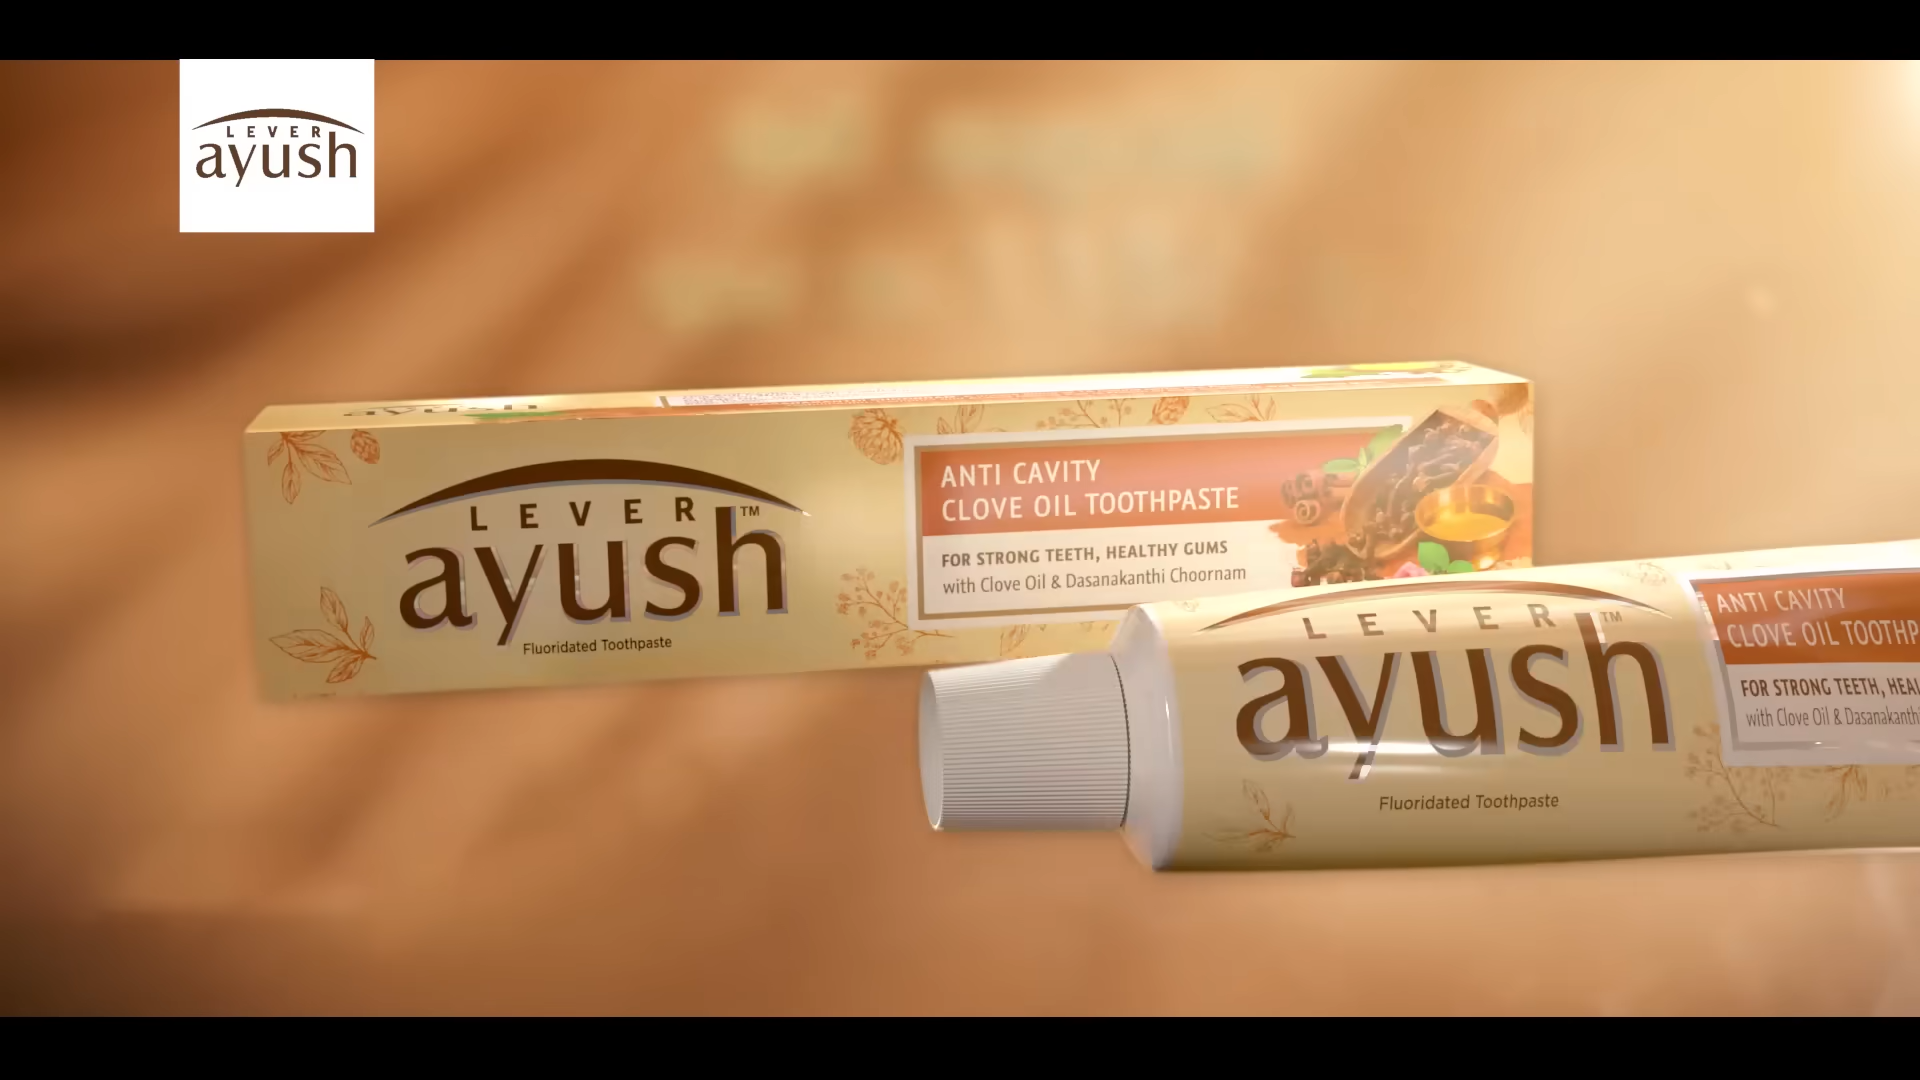 LEVER
ayush
LEVER
ayush™
Fluoridated Toothpaste
ANTI CAVITY
CLOVE OIL TOOTHPASTE
FOR STRONG TEETH, HEALTHY GUMS
with Clove Oil & Dasanakanthi Choornam
LEVER
ayush™
Fluoridated Toothpaste
ANTI CAVITY
CLOVE OIL TOOTHP
FOR STRONG TEETH, HEAL
with Clove Oil & Dasanakanthi
ayush